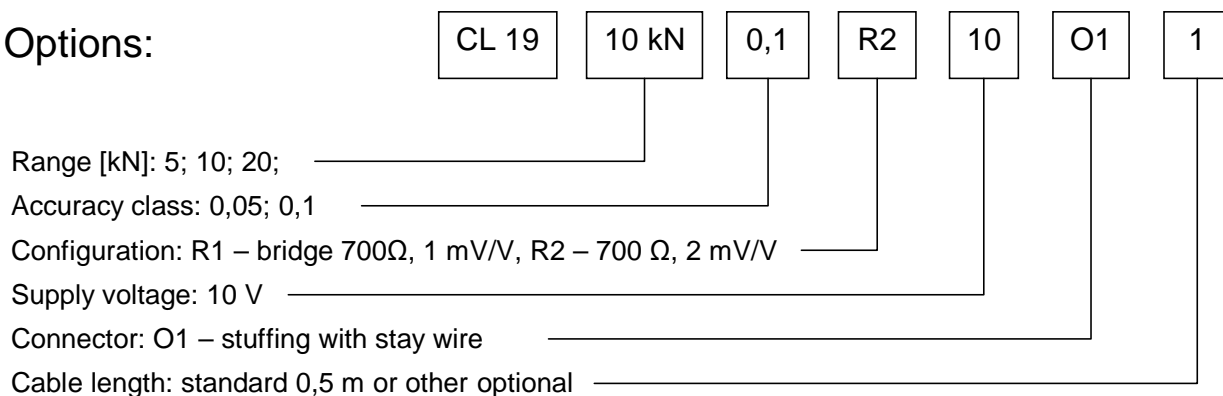 Options: CL 19 10 kN 0,1 R2 10 O1 1
Range [kN]: 5; 10; 20;
Accuracy class: 0,05; 0,1
Configuration: R1 – bridge 700Ω, 1 mV/V, R2 – 700 Ω, 2 mV/V
Supply voltage: 10 V
Connector: O1 – stuffing with stay wire
Cable length: standard 0,5 m or other optional